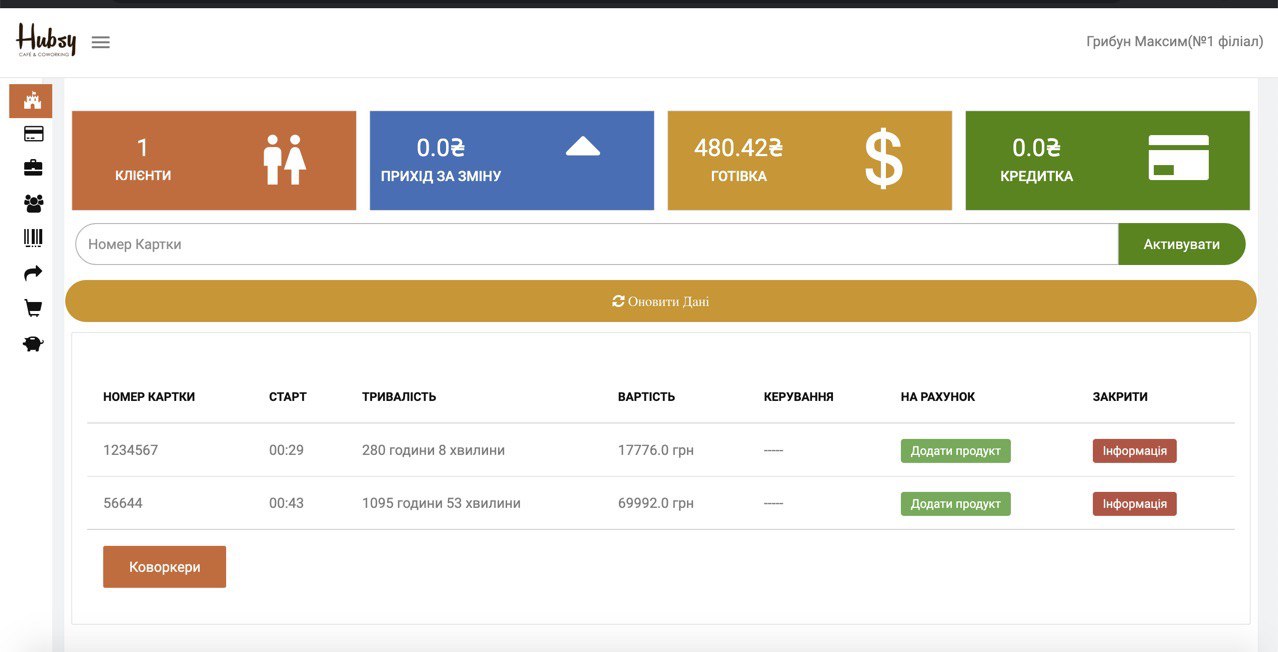 Hubsy
CAFE & COWORKING
Грибун Максим(№1 філіал)
1
КЛІЄНТИ
0.0₴
ПРИХІД ЗА ЗМІНУ
480.42₴
ГОТІВКА
$
0.0₴
КРЕДИТКА
Номер Картки
Активувати
Оновити Дані
НОМЕР КАРТКИ СТАРТ ТРИВАЛІСТЬ ВАРТІСТЬ КЕРУВАННЯ НА РАХУНОК ЗАКРИТИ
1234567 00:29 280 години 8 хвилини 17776.0 грн ----- Додати продукт Інформація
56644 00:43 1095 години 53 хвилини 69992.0 грн ----- Додати продукт Інформація
Коворкери